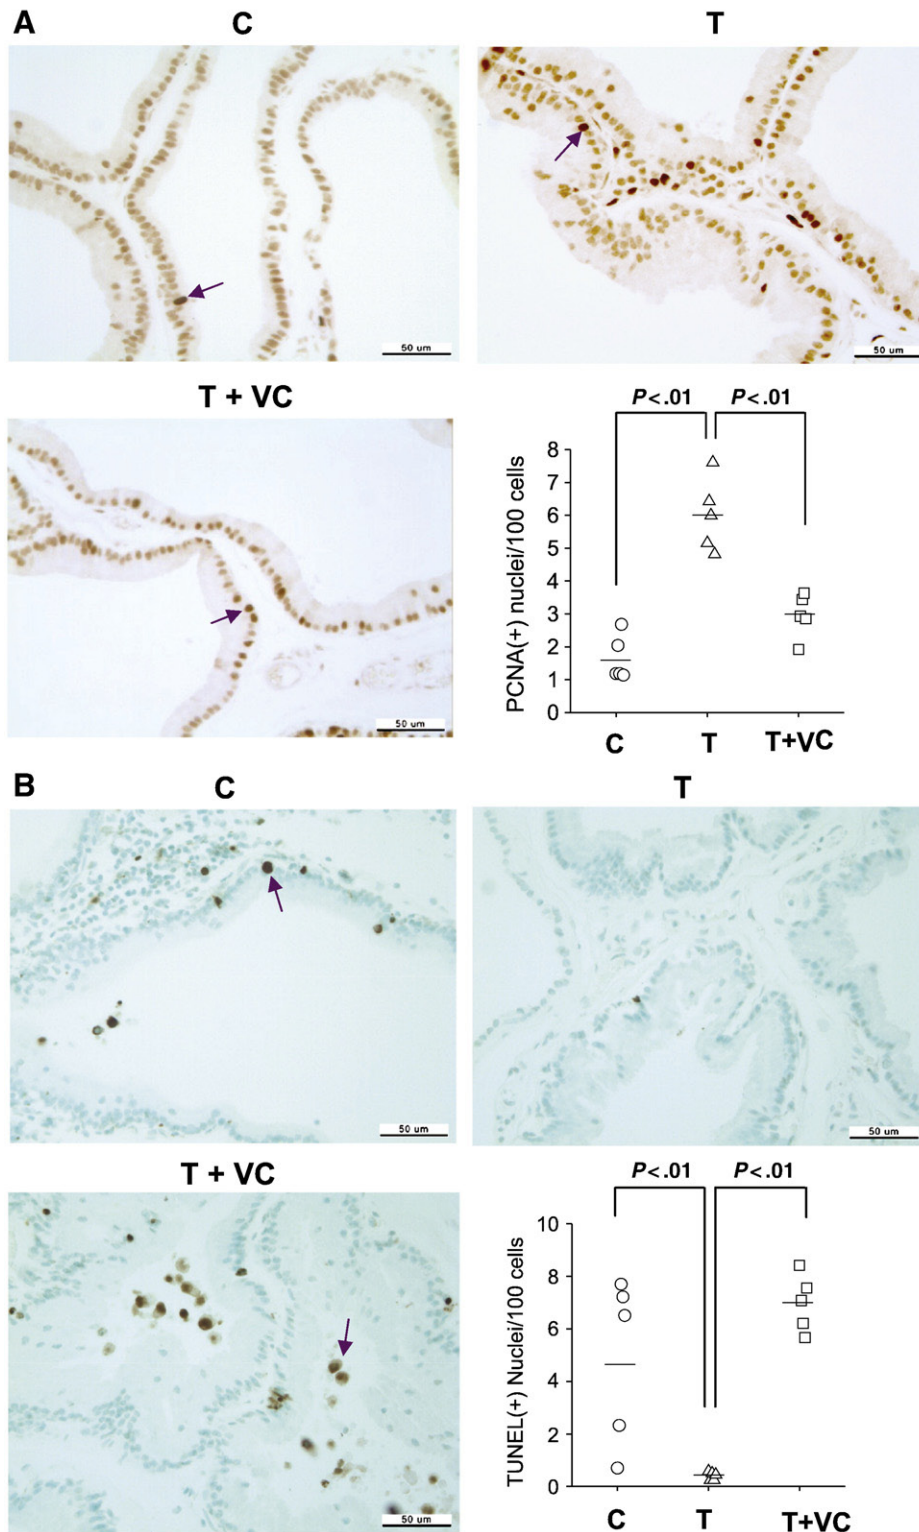 A
C
T
50 um
50 um
T + VC
50 um
P<.01
P<.01
PCNA(+) nuclei/100 cells
8
7
6
5
4
3
2
1
0
C
T
T+VC
B
C
T
50 um
50 um
T + VC
50 um
P<.01
P<.01
TUNEL(+) Nuclei/100 cells
10
8
6
4
2
0
C
T
T+VC